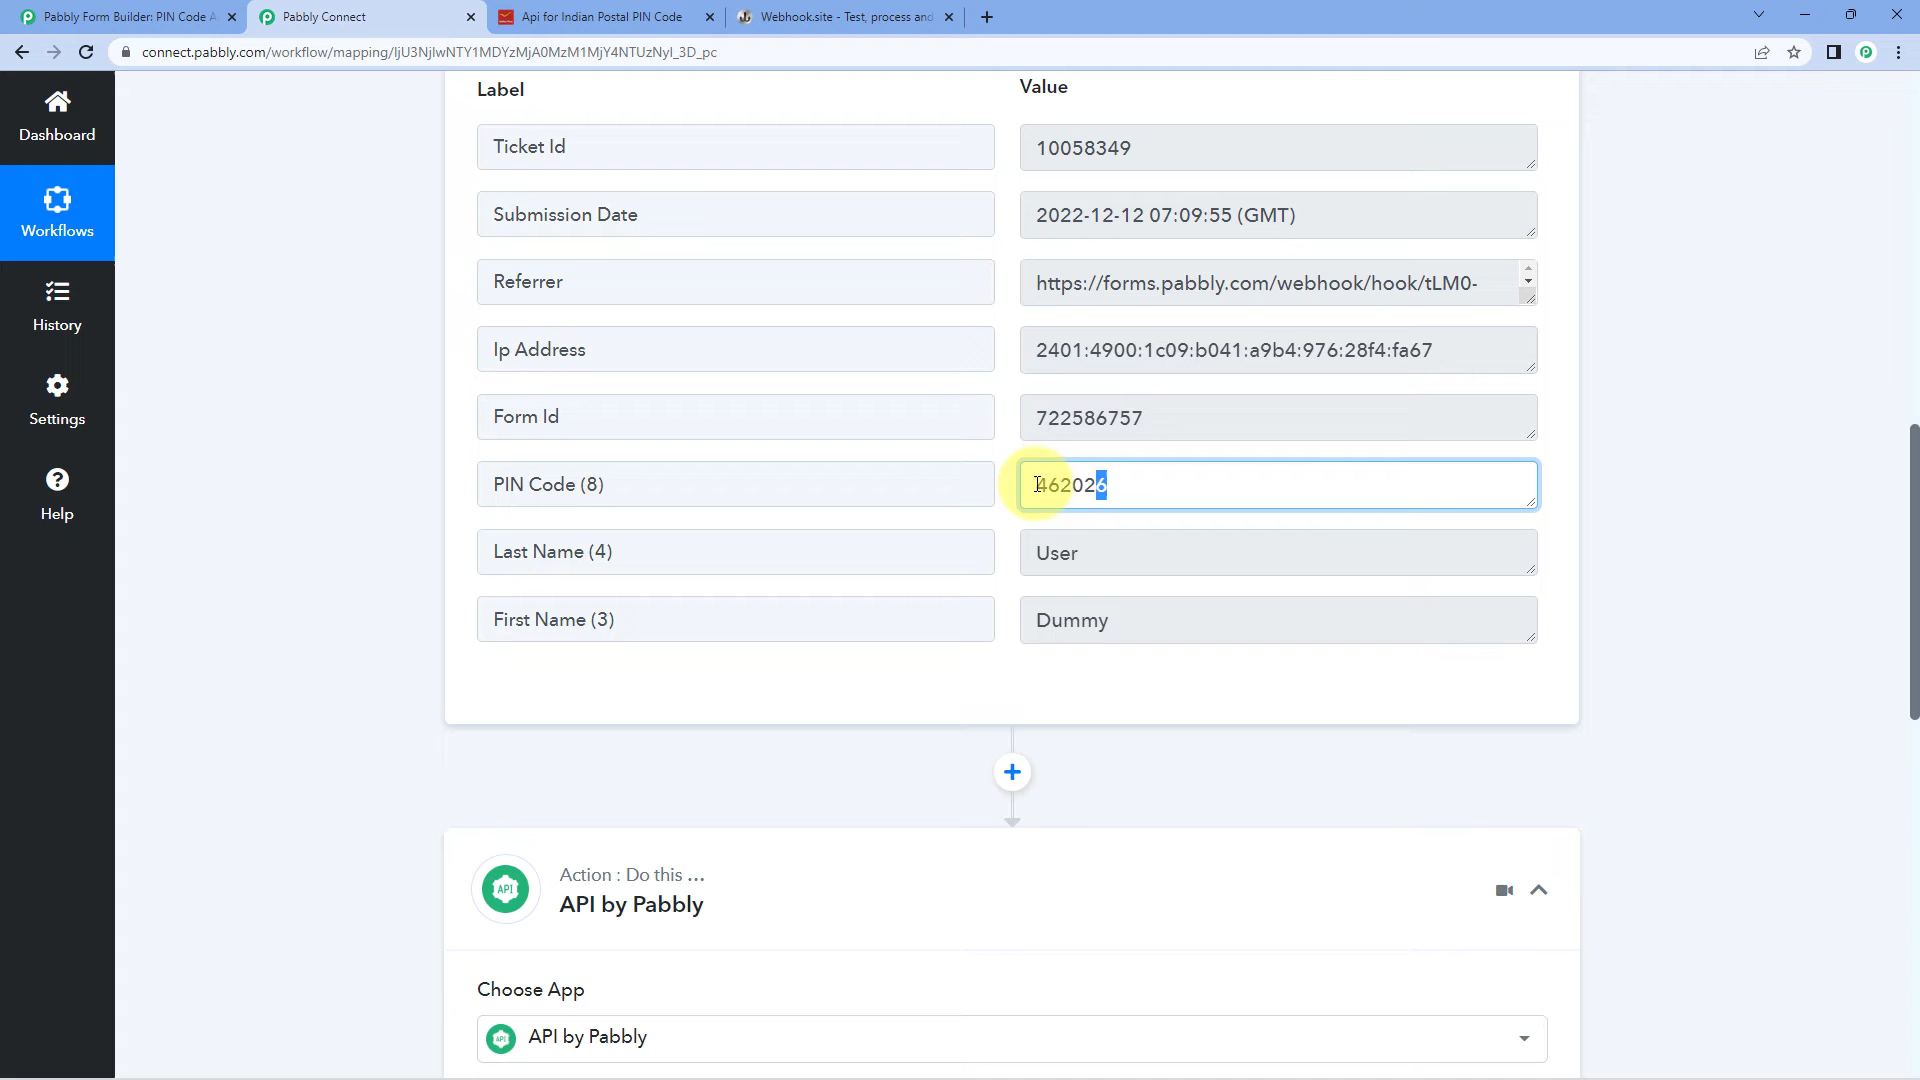 Pabbly Form Builder: PIN Code A
Pabbly Connect
Api for Indian Postal PIN Code
Webhook.site - Test, process and
connect.pabbly.com/workflow/mapping/IjU3NjIwNTY1MDYzMjA0MzM1MjY4NTUzNyI_3D_pc
Dashboard
Workflows
History
Settings
Help
Label
Value
Ticket Id
10058349
Submission Date
2022-12-12 07:09:55 (GMT)
Referrer
https://forms.pabbly.com/webhook/hook/tLM0-
Ip Address
2401:4900:1c09:b041:a9b4:976:28f4:fa67
Form Id
722586757
PIN Code (8)
462026
Last Name (4)
User
First Name (3)
Dummy
API
Action : Do this ...
API by Pabbly
Choose App
API
API by Pabbly